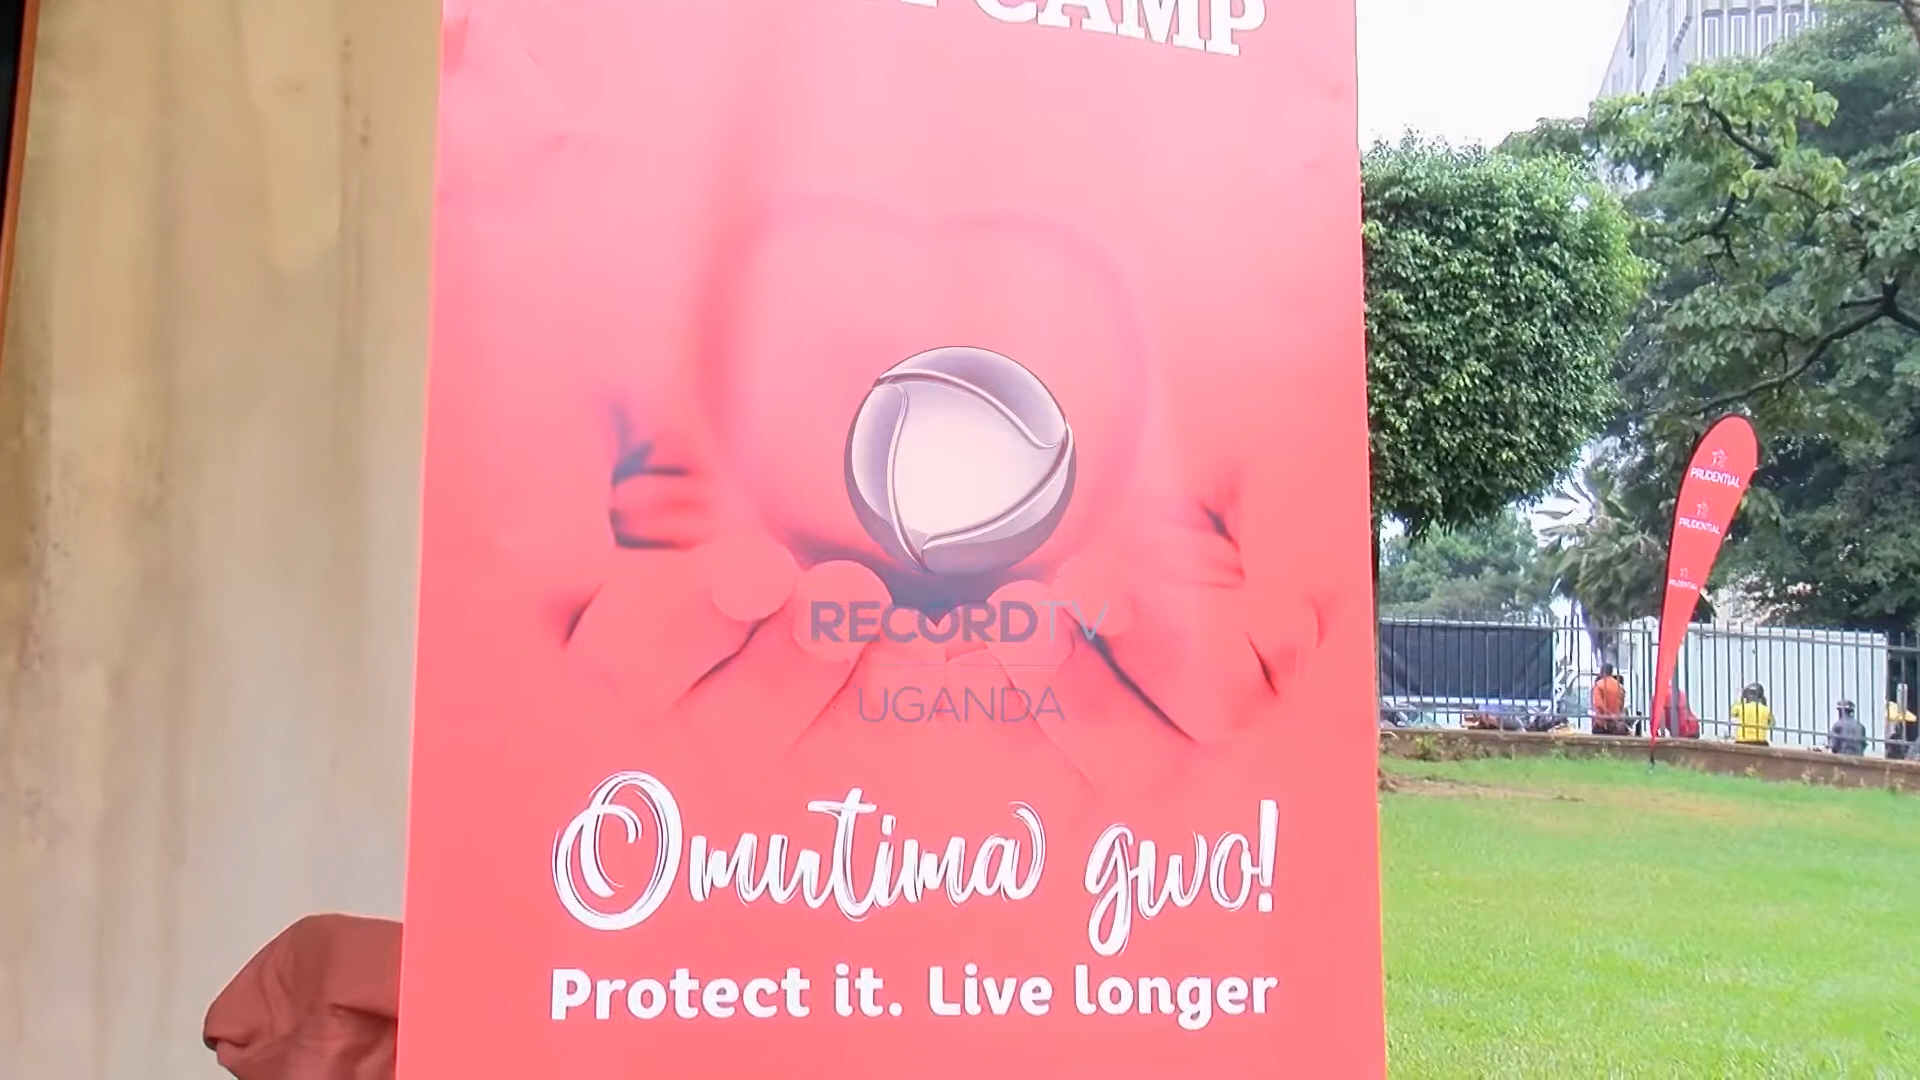 CAMP
RECORDTV
UGANDA
Omutima gwo!
Protect it. Live longer
PRUDENTIAL
PRUDENTIAL
PRUDENTIAL